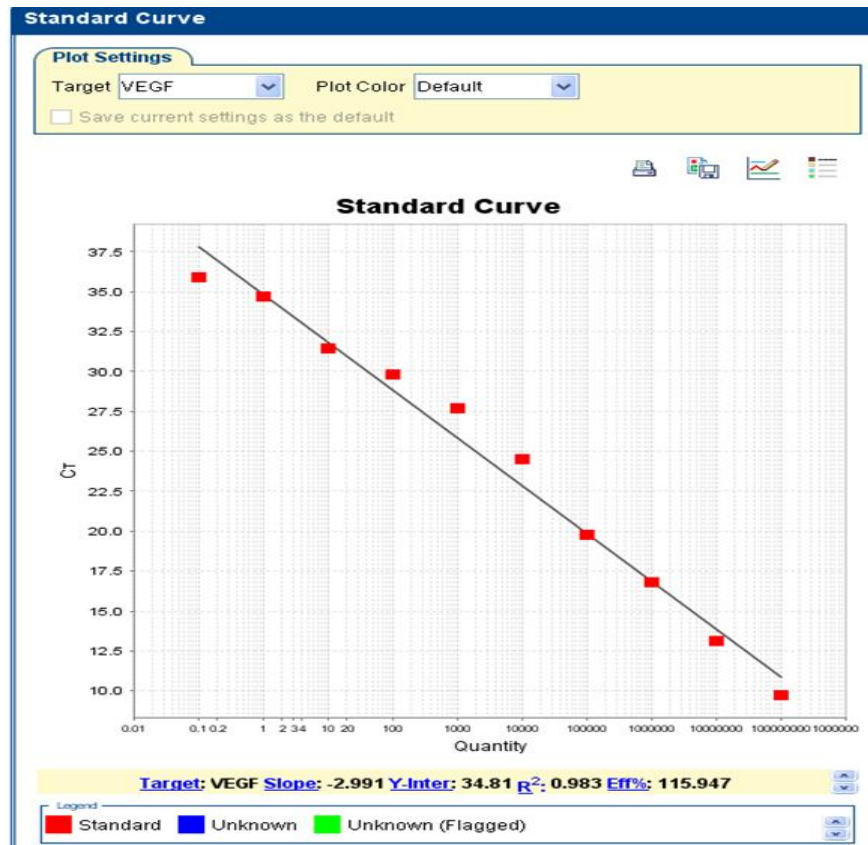 Standard Curve
Plot Settings
Target VEGF Plot Color Default
Save current settings as the default
Standard Curve
37.5
35.0
32.5
30.0
27.5
25.0
22.5
20.0
17.5
15.0
12.5
10.0
CT
0.01 0.1 0.2 1 2 3 4 10 20 100 1000 10000 100000 1000000 10000000 100000000 1000000
Quantity
Target: VEGF Slope: -2.991 Y-Inter: 34.81 R²: 0.983 Eff%: 115.947
Legend
Standard Unknown Unknown (Flagged)